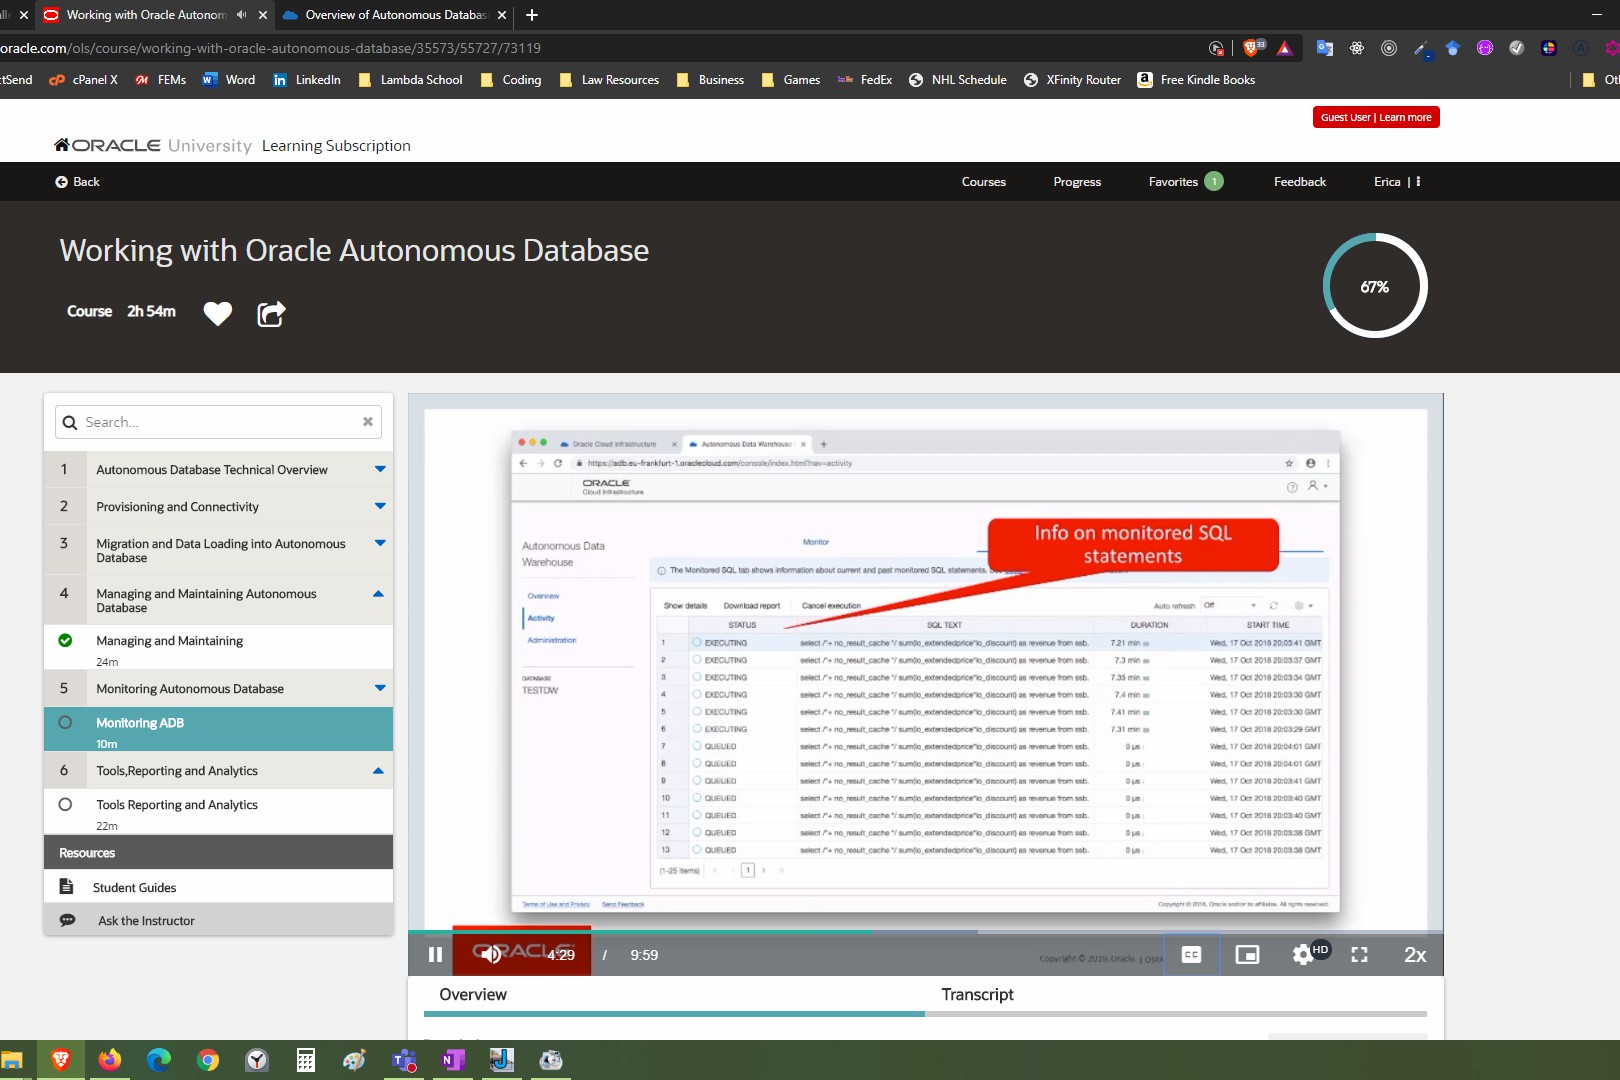 Working with Oracle Autonom
Overview of Autonomous Databas
oracle.com/ols/course/working-with-oracle-autonomous-database/35573/55727/73119
33
ctSend cPanel X FEMs Word LinkedIn Lambda School Coding Law Resources Business Games FedEx NHL Schedule XFinity Router Free Kindle Books Ot
Guest User | Learn more
ORACLE University Learning Subscription
Back Courses Progress Favorites 1 Feedback Erica |
Working with Oracle Autonomous Database
67%
Course 2h 54m
Search...
1 Autonomous Database Technical Overview
2 Provisioning and Connectivity
3 Migration and Data Loading into Autonomous
Database
4 Managing and Maintaining Autonomous
Database
Managing and Maintaining
24m
5 Monitoring Autonomous Database
Monitoring ADB
10m
6 Tools,Reporting and Analytics
Tools Reporting and Analytics
22m
Resources
Student Guides
Ask the Instructor
Oracle Cloud Infrastructure Autonomous Data Warehouse
https://adb.eu-frankfurt-1.oraclecloud.com/console/index.html?nav=activity
ORACLE
Cloud Infrastructure
Info on monitored SQL
statements
Autonomous Data
Warehouse
Monitor
The Monitored SQL tab shows information about current and past monitored SQL statements.
Overview
Activity
Administration
DATABASE
TESTDW
Show details Download report Cancel execution Auto refresh Off
STATUS SQL TEXT DURATION START TIME
1 EXECUTING select /*+ no_result_cache */ sum(lo_extendedprice*lo_discount) as revenue from ssb. 7.21 min Wed, 17 Oct 2018 20:03:41 GMT
2 EXECUTING select /*+ no_result_cache */ sum(lo_extendedprice*lo_discount) as revenue from ssb. 7.3 min Wed, 17 Oct 2018 20:03:37 GMT
3 EXECUTING select /*+ no_result_cache */ sum(lo_extendedprice*lo_discount) as revenue from ssb. 7.35 min Wed, 17 Oct 2018 20:03:34 GMT
4 EXECUTING select /*+ no_result_cache */ sum(lo_extendedprice*lo_discount) as revenue from ssb. 7.4 min Wed, 17 Oct 2018 20:03:30 GMT
5 EXECUTING select /*+ no_result_cache */ sum(lo_extendedprice*lo_discount) as revenue from ssb. 7.41 min Wed, 17 Oct 2018 20:03:30 GMT
6 EXECUTING select /*+ no_result_cache */ sum(lo_extendedprice*lo_discount) as revenue from ssb. 7.31 min Wed, 17 Oct 2018 20:03:29 GMT
7 QUEUED select /*+ no_result_cache */ sum(lo_extendedprice*lo_discount) as revenue from ssb. 0 µs Wed, 17 Oct 2018 20:04:01 GMT
8 QUEUED select /*+ no_result_cache */ sum(lo_extendedprice*lo_discount) as revenue from ssb. 0 µs Wed, 17 Oct 2018 20:04:01 GMT
9 QUEUED select /*+ no_result_cache */ sum(lo_extendedprice*lo_discount) as revenue from ssb. 0 µs Wed, 17 Oct 2018 20:03:41 GMT
10 QUEUED select /*+ no_result_cache */ sum(lo_extendedprice*lo_discount) as revenue from ssb. 0 µs Wed, 17 Oct 2018 20:03:40 GMT
11 QUEUED select /*+ no_result_cache */ sum(lo_extendedprice*lo_discount) as revenue from ssb. 0 µs Wed, 17 Oct 2018 20:03:40 GMT
12 QUEUED select /*+ no_result_cache */ sum(lo_extendedprice*lo_discount) as revenue from ssb. 0 µs Wed, 17 Oct 2018 20:03:38 GMT
13 QUEUED select /*+ no_result_cache */ sum(lo_extendedprice*lo_discount) as revenue from ssb. 0 µs Wed, 17 Oct 2018 20:03:38 GMT
(1-25 items) 1
Terms of Use and Privacy Send Feedback Copyright © 2018, Oracle and/or its affiliates. All rights reserved.
ORACLE 4:29 / 9:59 Copyright © 2019, Oracle. | CC HD 2x
Overview Transcript